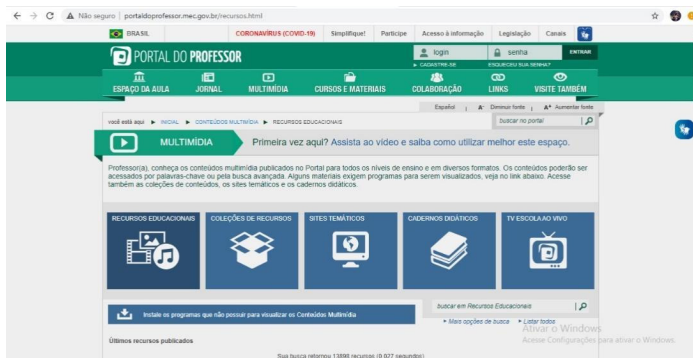 Não seguro | portaldoprofessor.mec.gov.br/recursos.html
BRASIL CORONAVÍRUS (COVID-19) Simplifique! Participe Acesso à informação Legislação Canais
PORTAL DO PROFESSOR
login senha ENTRAR
CADASTRE-SE ESQUECEU SUA SENHA?
ESPAÇO DA AULA JORNAL MULTIMÍDIA CURSOS E MATERIAIS COLABORAÇÃO LINKS VISITE TAMBÉM
Español | A- Diminuir fonte | A+ Aumentar fonte
você está aqui ► INICIAL ► CONTEÚDOS MULTIMÍDIA ► RECURSOS EDUCACIONAIS buscar no portal
MULTIMÍDIA Primeira vez aqui? Assista ao vídeo e saiba como utilizar melhor este espaço.
Professor(a), conheça os conteúdos multimídia publicados no Portal para todos os níveis de ensino e em diversos formatos. Os conteúdos poderão ser
acessados por palavras-chave ou pela busca avançada. Alguns materiais exigem programas para serem visualizados, veja no link abaixo. Acesse
também as coleções de conteúdos, os sites temáticos e os cadernos didáticos.
RECURSOS EDUCACIONAIS COLEÇÕES DE RECURSOS SITES TEMÁTICOS CADERNOS DIDÁTICOS TV ESCOLA AO VIVO
Instale os programas que não possuir para visualizar os Conteúdos Multimídia
buscar em Recursos Educacionais
► Mais opções de busca ► Listar todos
Ativar o Windows
Acesse Configurações para ativar o Windows.
Últimos recursos publicados
Sua busca retornou 13898 recursos (0.027 segundos)